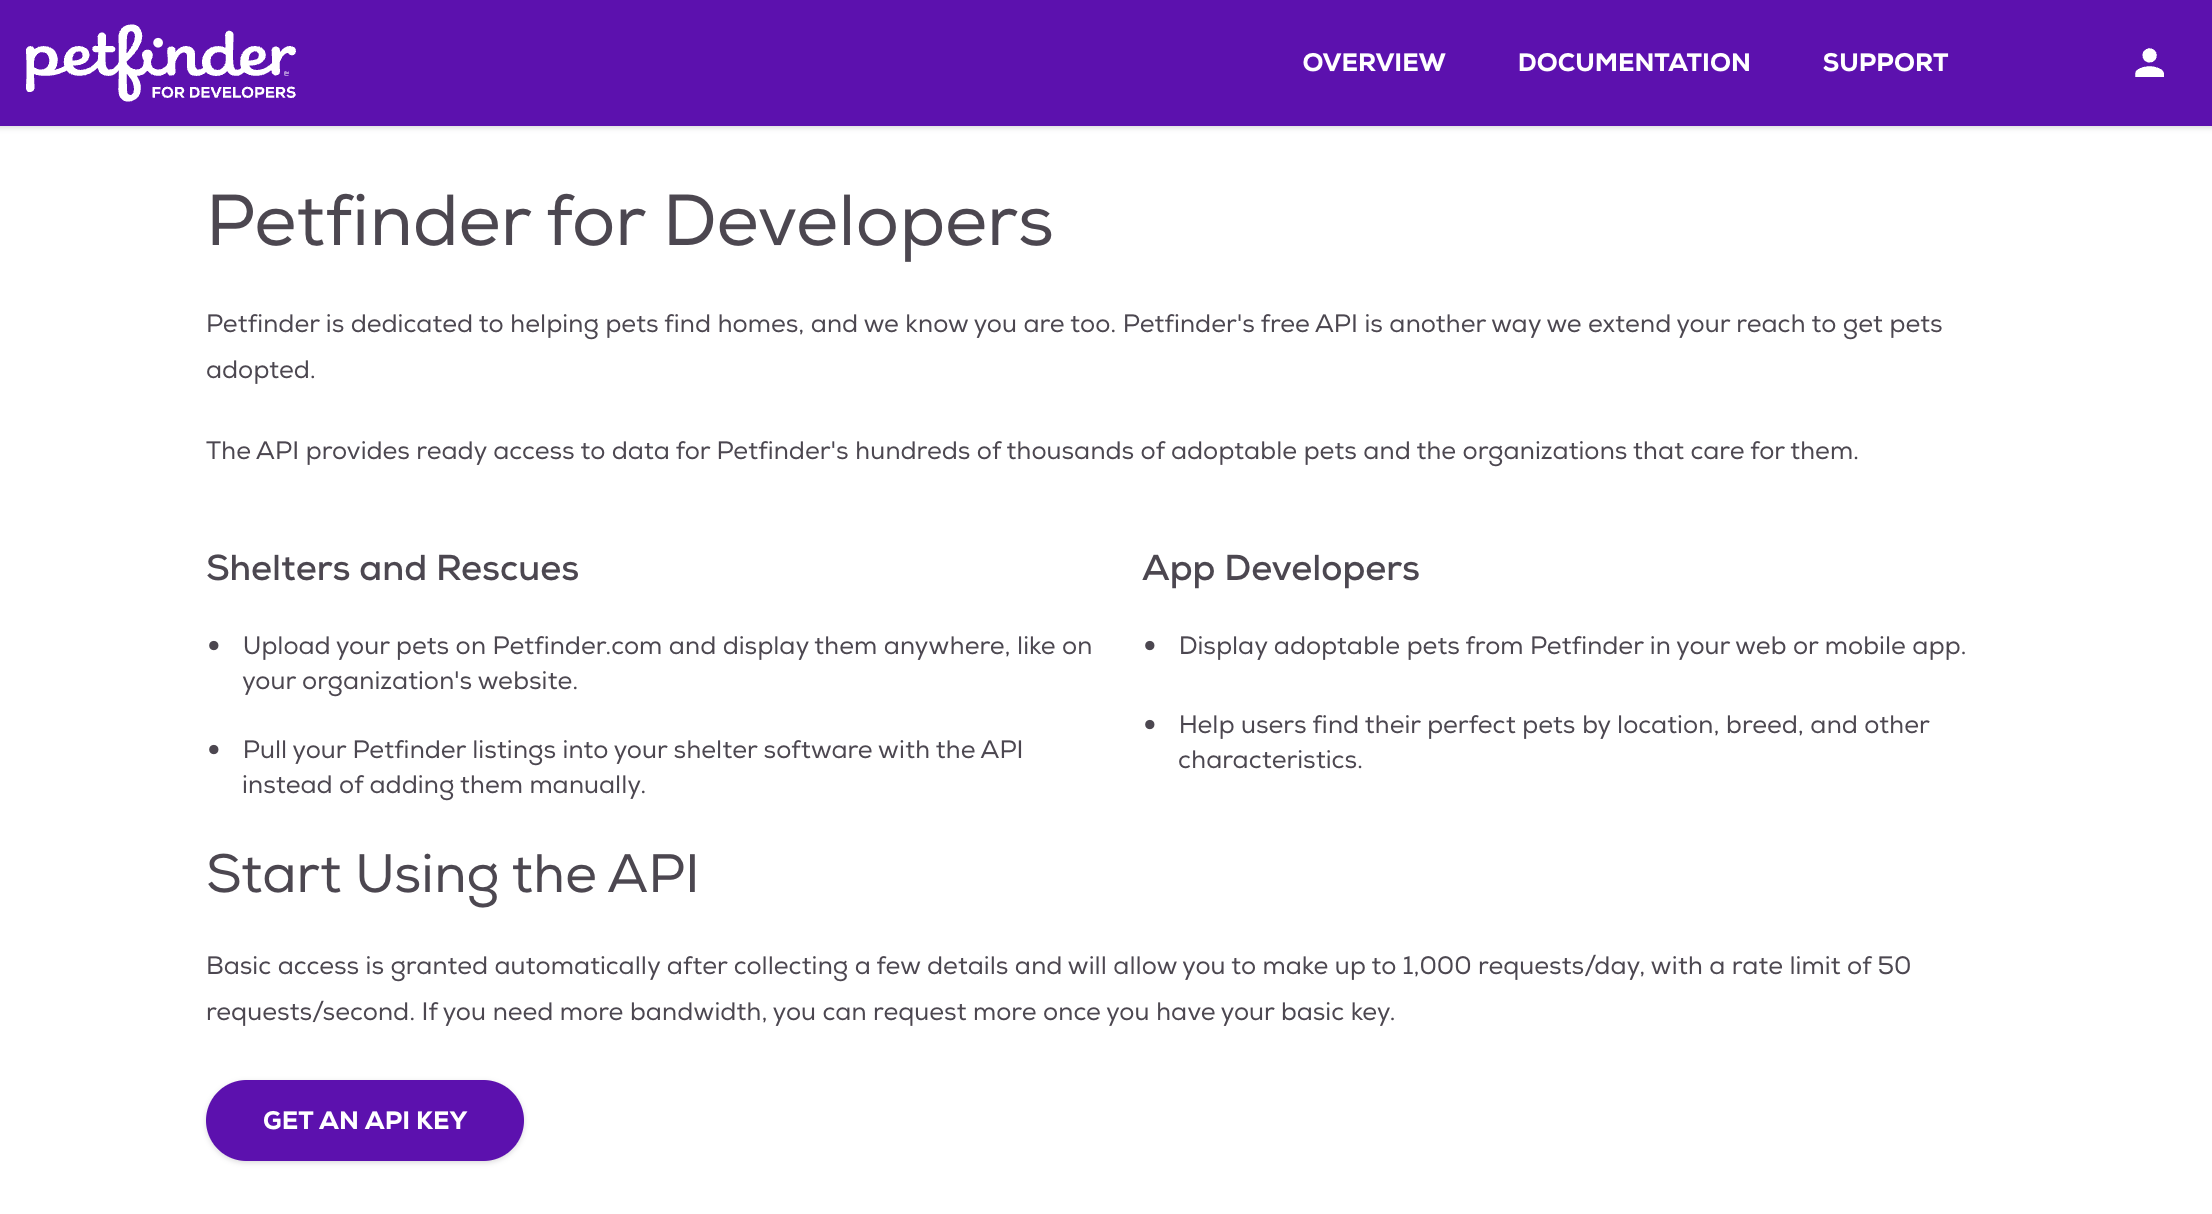 petfinder
FOR DEVELOPERS
OVERVIEW
DOCUMENTATION
SUPPORT
Petfinder for Developers
Petfinder is dedicated to helping pets find homes, and we know you are too. Petfinder's free API is another way we extend your reach to get pets
adopted.
The API provides ready access to data for Petfinder's hundreds of thousands of adoptable pets and the organizations that care for them.
Shelters and Rescues
• Upload your pets on Petfinder.com and display them anywhere, like on
your organization's website.
• Pull your Petfinder listings into your shelter software with the API
instead of adding them manually.
App Developers
• Display adoptable pets from Petfinder in your web or mobile app.
• Help users find their perfect pets by location, breed, and other
characteristics.
Start Using the API
Basic access is granted automatically after collecting a few details and will allow you to make up to 1,000 requests/day, with a rate limit of 50
requests/second. If you need more bandwidth, you can request more once you have your basic key.
GET AN API KEY